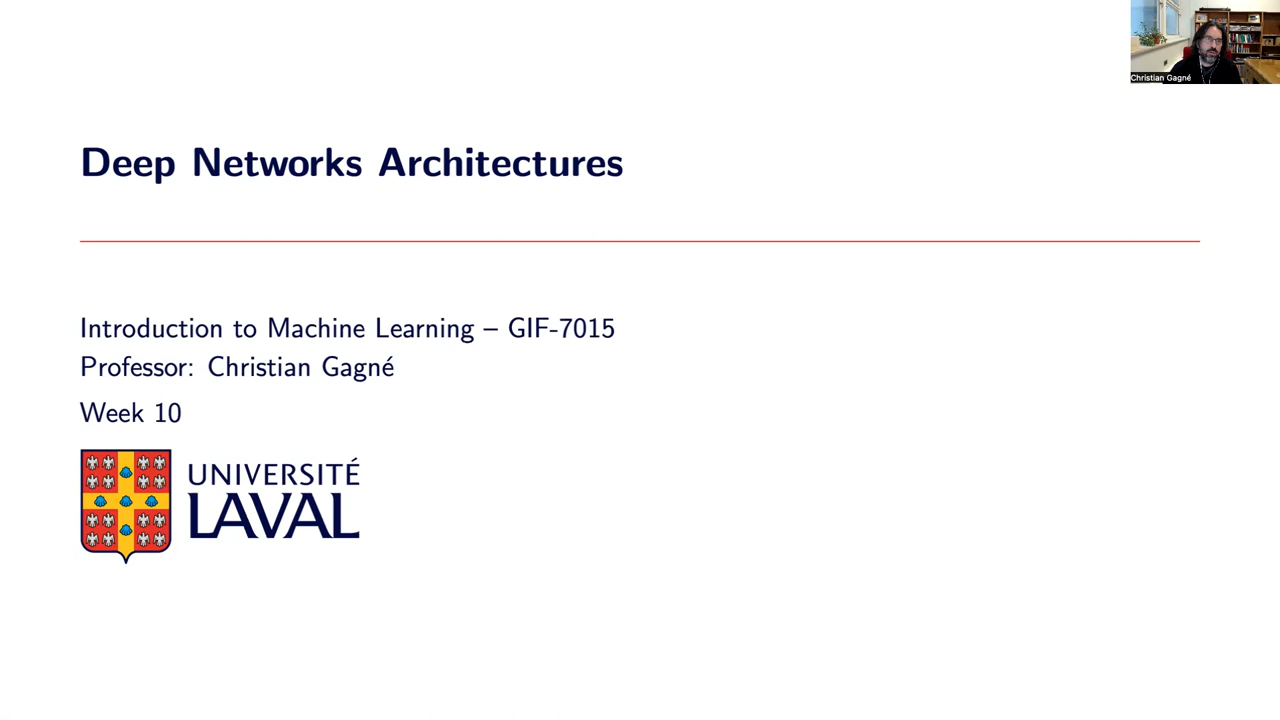 Christian Gagné
Deep Networks Architectures
Introduction to Machine Learning – GIF-7015
Professor: Christian Gagné
Week 10
UNIVERSITÉ
LAVAL